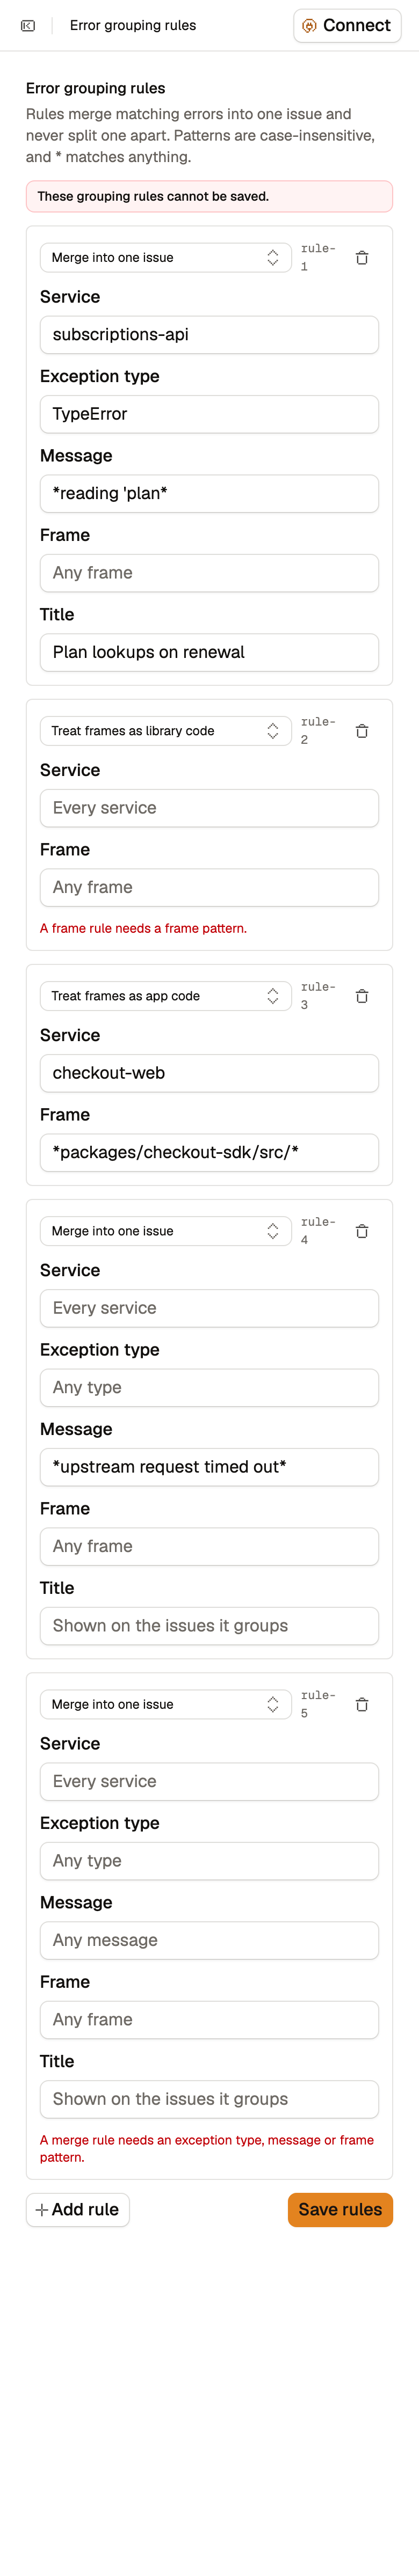 Error grouping rules
Connect
Error grouping rules
Rules merge matching errors into one issue and
never split one apart. Patterns are case-insensitive,
and * matches anything.
These grouping rules cannot be saved.
Merge into one issue
rule-
1
Service
subscriptions-api
Exception type
TypeError
Message
*reading 'plan*
Frame
Any frame
Title
Plan lookups on renewal
Treat frames as library code
rule-
2
Service
Every service
Frame
Any frame
A frame rule needs a frame pattern.
Treat frames as app code
rule-
3
Service
checkout-web
Frame
*packages/checkout-sdk/src/*
Merge into one issue
rule-
4
Service
Every service
Exception type
Any type
Message
*upstream request timed out*
Frame
Any frame
Title
Shown on the issues it groups
Merge into one issue
rule-
5
Service
Every service
Exception type
Any type
Message
Any message
Frame
Any frame
Title
Shown on the issues it groups
A merge rule needs an exception type, message or frame
pattern.
Add rule
Save rules